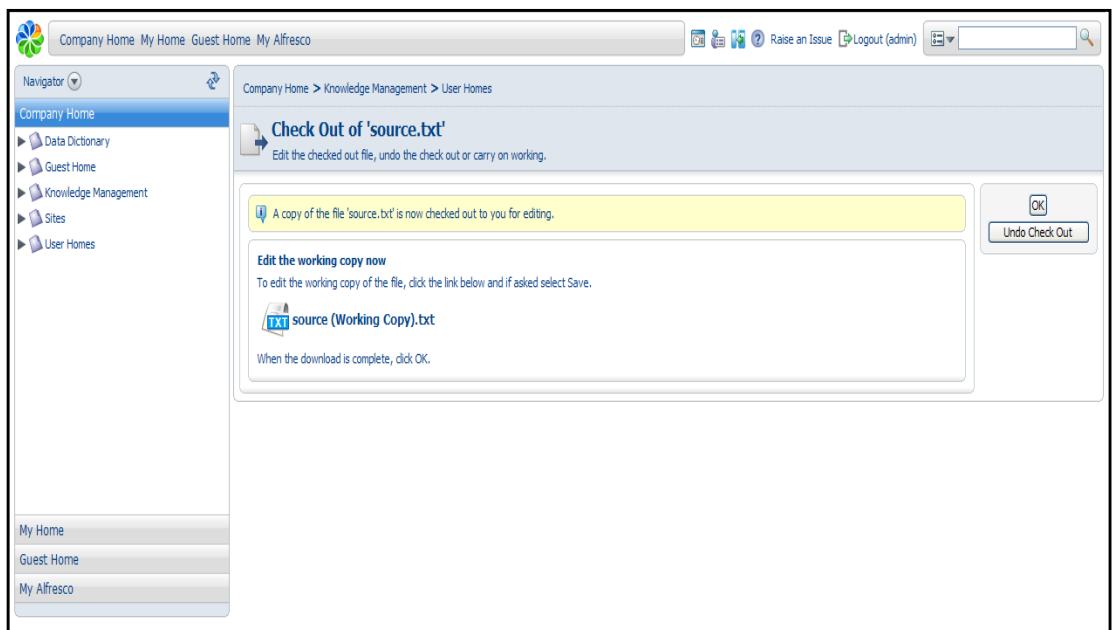 Company Home My Home Guest Home My Alfresco
Raise an Issue Logout (admin)
Navigator
Company Home
Data Dictionary
Guest Home
Knowledge Management
Sites
User Homes
My Home
Guest Home
My Alfresco
Company Home > Knowledge Management > User Homes
Check Out of 'source.txt'
Edit the checked out file, undo the check out or carry on working.
A copy of the file 'source.txt' is now checked out to you for editing.
Edit the working copy now
To edit the working copy of the file, click the link below and if asked select Save.
TXT source (Working Copy).txt
When the download is complete, click OK.
OK
Undo Check Out